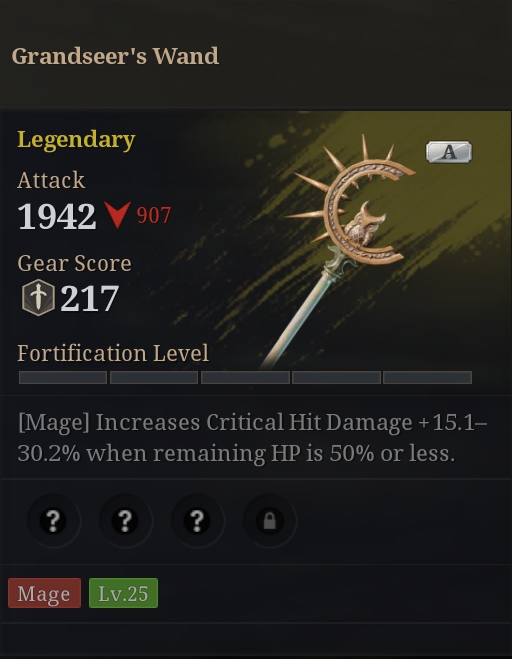 Grandseer's Wand
Legendary
A
Attack
1942 907
Gear Score
217
Fortification Level
[Mage] Increases Critical Hit Damage +15.1–
30.2% when remaining HP is 50% or less.
? ? ?
Mage Lv.25